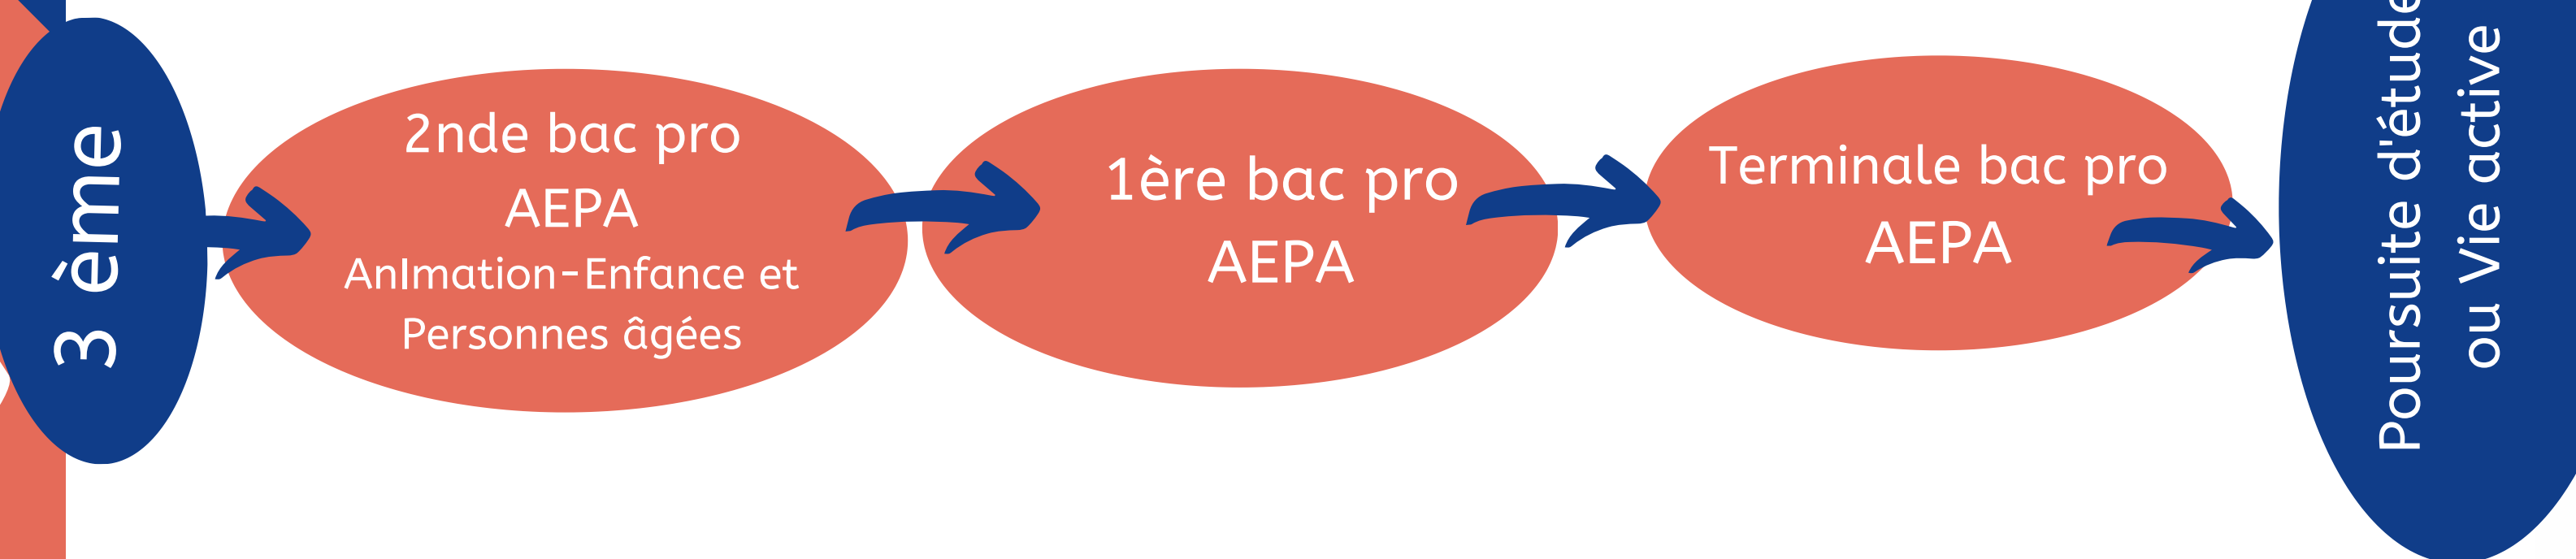 3 ème
2nde bac pro
AEPA
AnImation-Enfance et
Personnes âgées
1ère bac pro
AEPA
Terminale bac pro
AEPA
Poursuite d'étude
ou Vie active